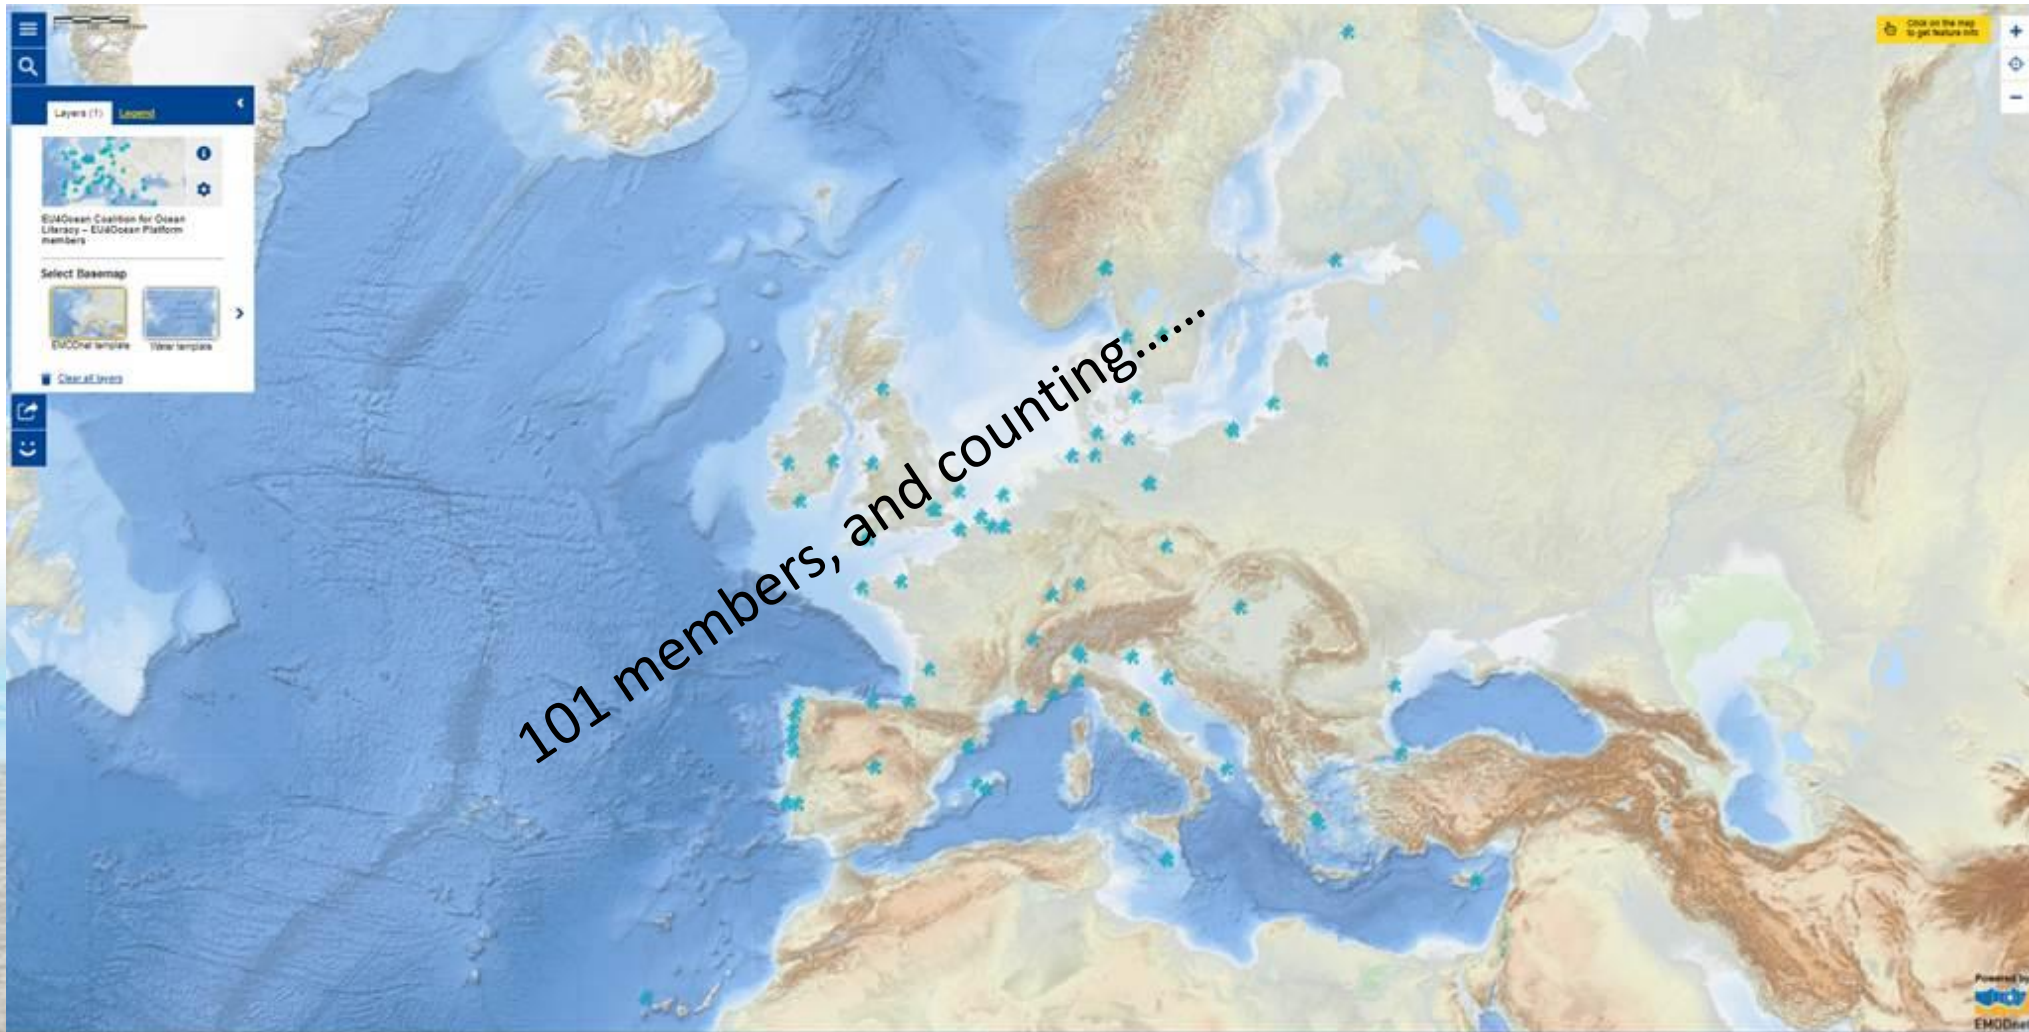 Click on the map
to get feature info
Layers (1)
Legend
EU4Ocean Coalition for Ocean
Literacy – EU4Ocean Platform
members
Select Basemap
EMODnet template
Water template
Clear all layers
101 members, and counting......
Powered by
EMODnet